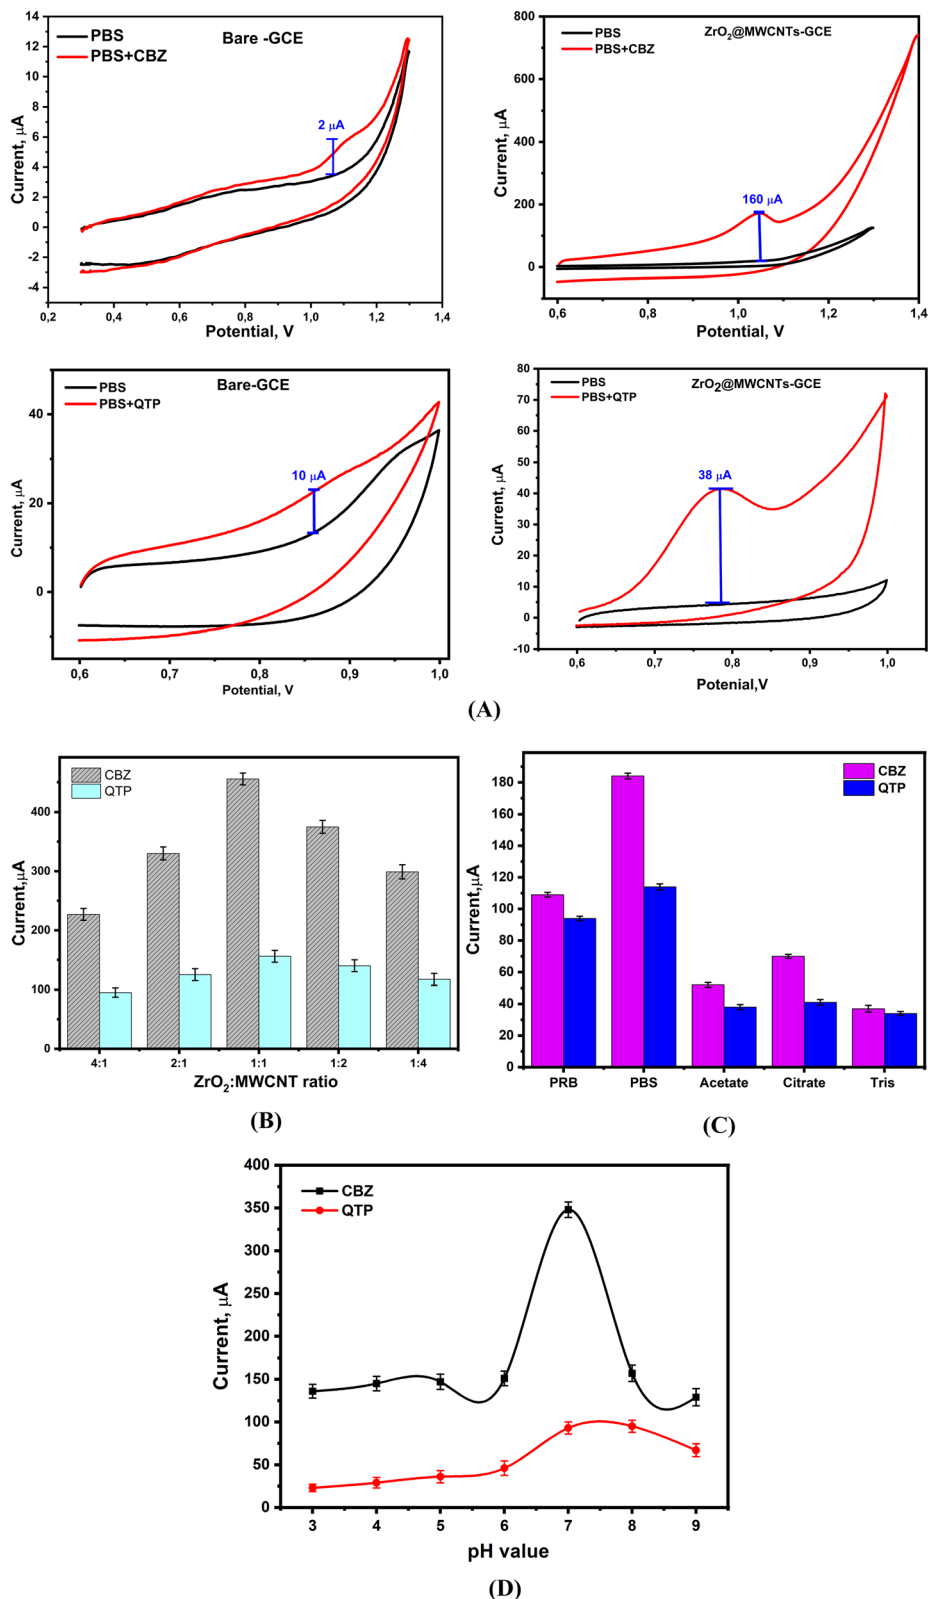 PBS
PBS+CBZ
Bare -GCE
2 μA
Current, μA
14
12
10
8
6
4
2
0
-2
-4
0,2 0,4 0,6 0,8 1,0 1,2 1,4
Potential, V
PBS
PBS+CBZ
ZrO₂@MWCNTs-GCE
160 μA
Current, μA
800
600
400
200
0
0,6 0,8 1,0 1,2 1,4
Potential, V
PBS
PBS+QTP
Bare-GCE
10 μA
Current, μA
40
20
0
0,6 0,7 0,8 0,9 1,0
Potential, V
PBS
PBS+QTP
ZrO₂@MWCNTs-GCE
38 μA
Current, μA
80
70
60
50
40
30
20
10
0
-10
0,6 0,7 0,8 0,9 1,0
Potenial,V
(A)
CBZ
QTP
Current,μA
400
300
200
100
0
4:1 2:1 1:1 1:2 1:4
ZrO₂:MWCNT ratio
(B)
CBZ
QTP
Current,μA
180
160
140
120
100
80
60
40
20
0
PRB PBS Acetate Citrate Tris
(C)
CBZ
QTP
Current, μA
400
350
300
250
200
150
100
50
0
3 4 5 6 7 8 9
pH value
(D)